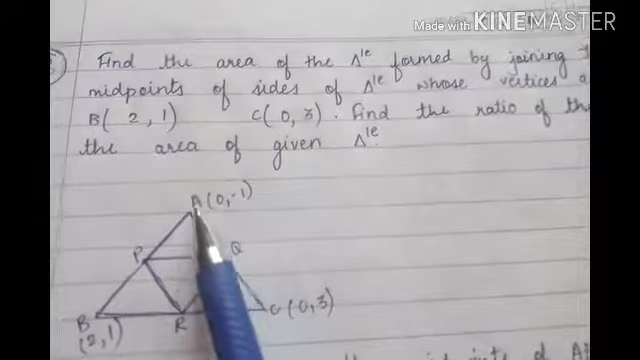 Made with KINEMASTER
3) Find the area of the Δle formed by joining
midpoints of sides of Δle whose vertices a
B( 2, 1) C( 0, 3). Find the ratio of th
the area of given Δle.
A(0,-1)
P Q
B R C (0,3)
(2,1)